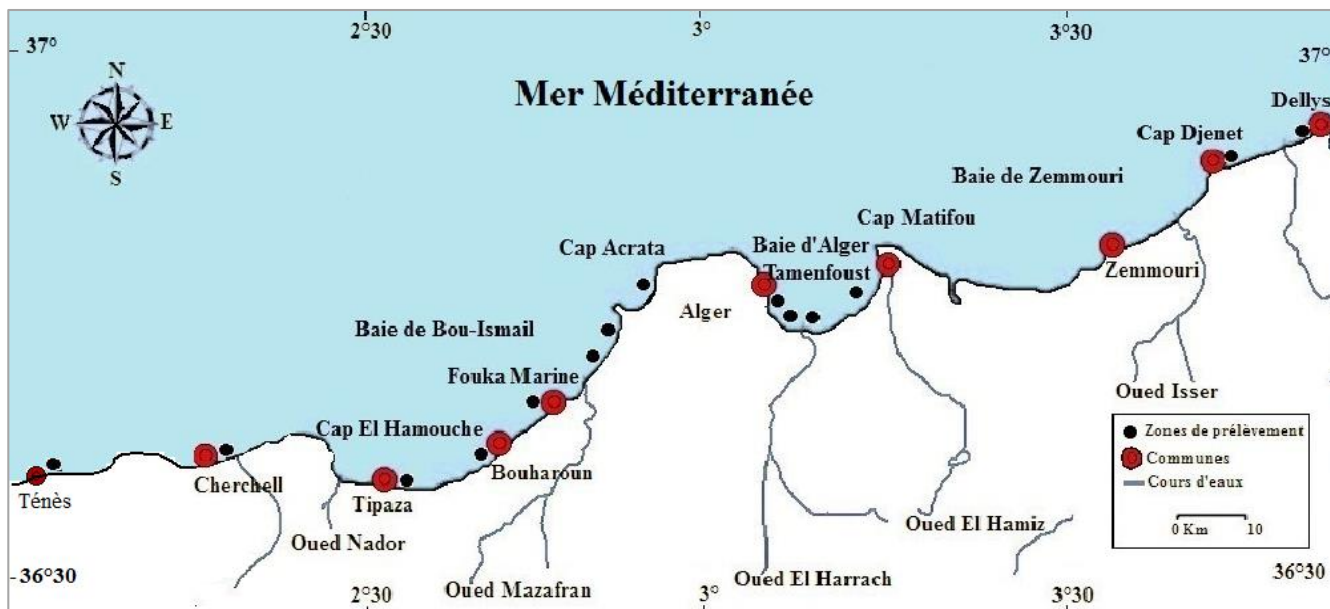 2°30
3°
3°30
37°
37°
N
W
E
S
Mer Méditerranée
Dellys
Cap Djenet
Baie de Zemmouri
Cap Matifou
Cap Acrata
Baie d'Alger
Tamenfoust
Zemmouri
Alger
Baie de Bou-Ismail
Fouka Marine
Oued Isser
Cap El Hamouche
Bouharoun
Cherchell
Ténès
Tipaza
Oued Nador
Oued Mazafran
Oued El Harrach
Oued El Hamiz
Zones de prélèvement
Communes
Cours d'eaux
0 Km 10
36°30
36°30
2°30
3°
3°30